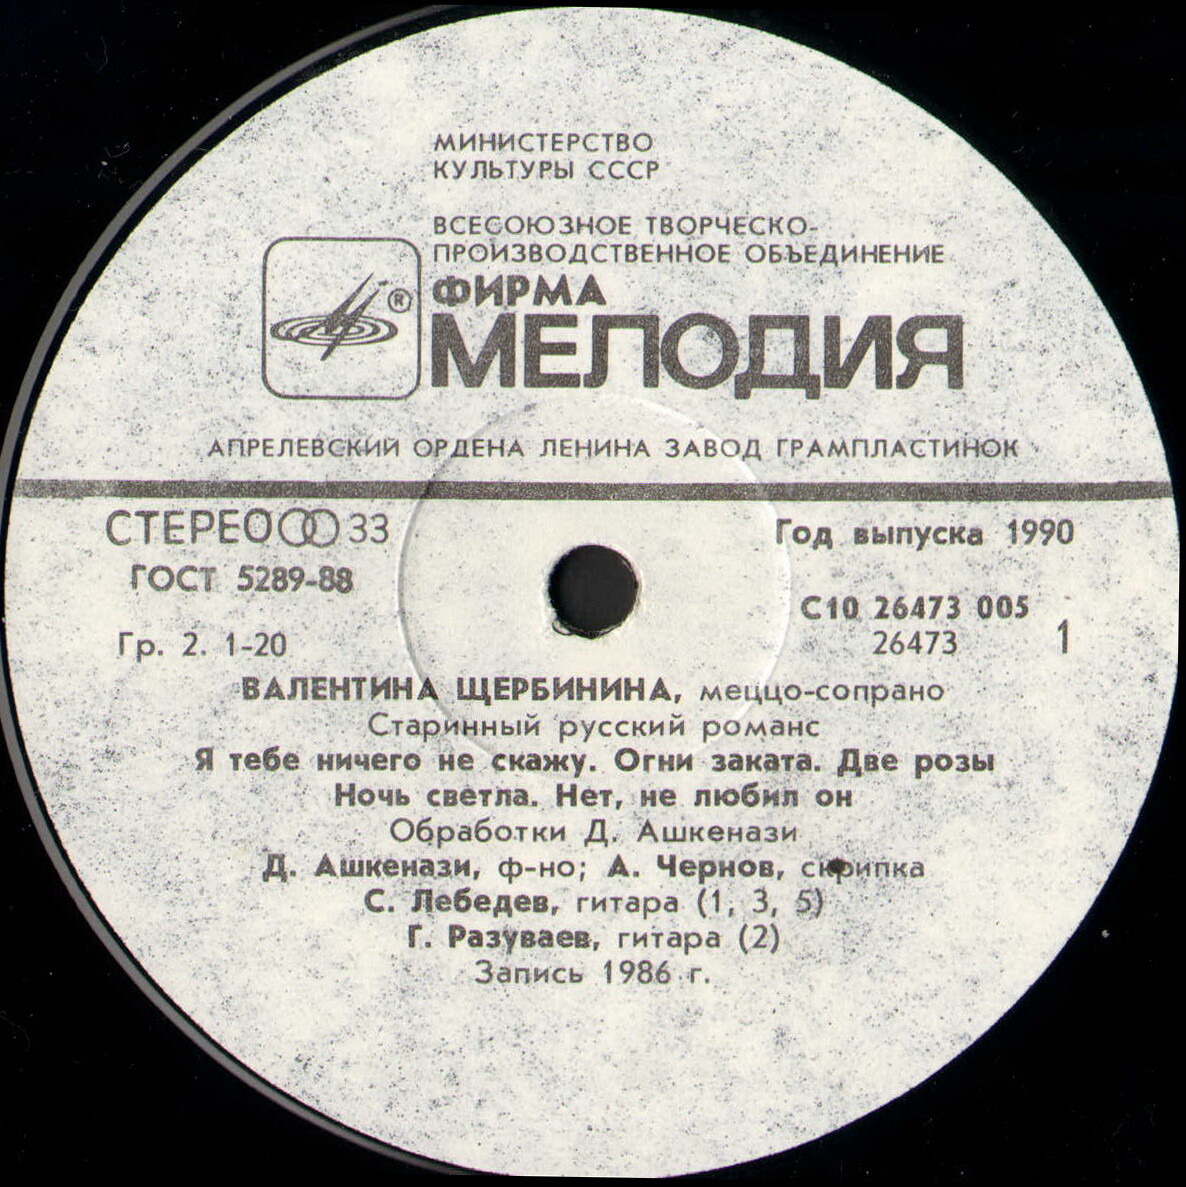 МИНИСТЕРСТВО
КУЛЬТУРЫ СССР
ВСЕСОЮЗНОЕ ТВОРЧЕСКО-
ПРОИЗВОДСТВЕННОЕ ОБЪЕДИНЕНИЕ
ФИРМА
®
МЕЛОДИЯ
АПРЕЛЕВСКИЙ ОРДЕНА ЛЕНИНА ЗАВОД ГРАМПЛАСТИНОК
СТЕРЕО 33
Год выпуска 1990
ГОСТ 5289-88
С10 26473 005
Гр. 2. 1-20
26473 1
ВАЛЕНТИНА ЩЕРБИНИНА, меццо-сопрано
Старинный русский романс
Я тебе ничего не скажу. Огни заката. Две розы
Ночь светла. Нет, не любил он
Обработки Д. Ашкенази
Д. Ашкенази, ф-но; А. Чернов, скрипка
С. Лебедев, гитара (1, 3, 5)
Г. Разуваев, гитара (2)
Запись 1986 г.